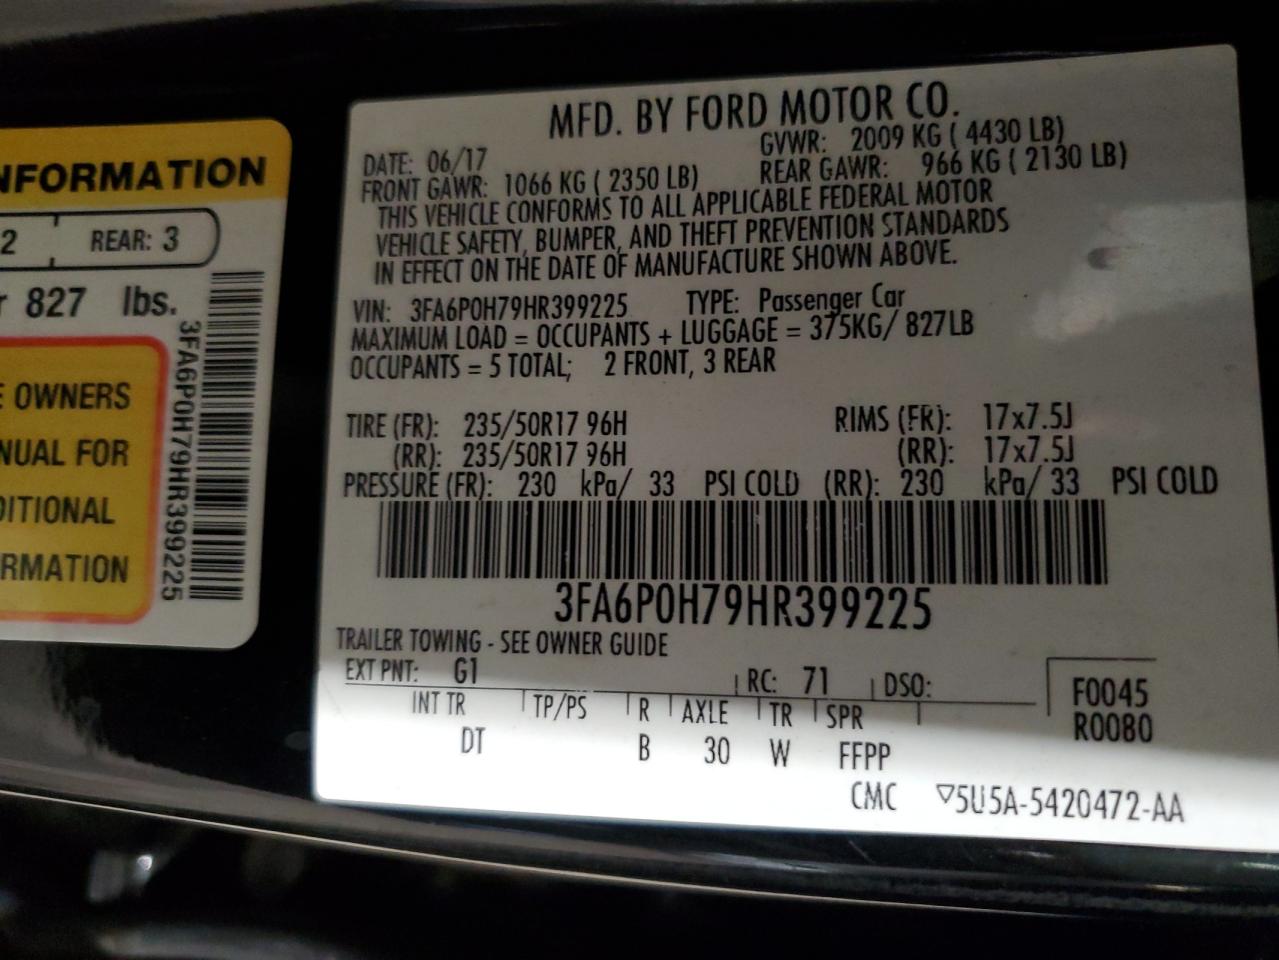 NFORMATION
2 REAR: 3
r 827 lbs.
E OWNERS
NUAL FOR
DITIONAL
RMATION
3FA6P0H79HR399225
MFD. BY FORD MOTOR CO.
DATE: 06/17 GVWR: 2009 KG ( 4430 LB)
FRONT GAWR: 1066 KG ( 2350 LB) REAR GAWR: 966 KG ( 2130 LB)
THIS VEHICLE CONFORMS TO ALL APPLICABLE FEDERAL MOTOR
VEHICLE SAFETY, BUMPER, AND THEFT PREVENTION STANDARDS
IN EFFECT ON THE DATE OF MANUFACTURE SHOWN ABOVE.
VIN: 3FA6P0H79HR399225 TYPE: Passenger Car
MAXIMUM LOAD = OCCUPANTS + LUGGAGE = 375KG/ 827LB
OCCUPANTS = 5 TOTAL; 2 FRONT, 3 REAR
TIRE (FR): 235/50R17 96H RIMS (FR): 17x7.5J
(RR): 235/50R17 96H (RR): 17x7.5J
PRESSURE (FR): 230 kPa/ 33 PSI COLD (RR): 230 kPa/ 33 PSI COLD
3FA6P0H79HR399225
TRAILER TOWING - SEE OWNER GUIDE
EXT PNT: G1 RC: 71 DSO: F0045
INT TR TP/PS R AXLE TR SPR R0080
DT B 30 W FFPP
CMC ▽5U5A-5420472-AA